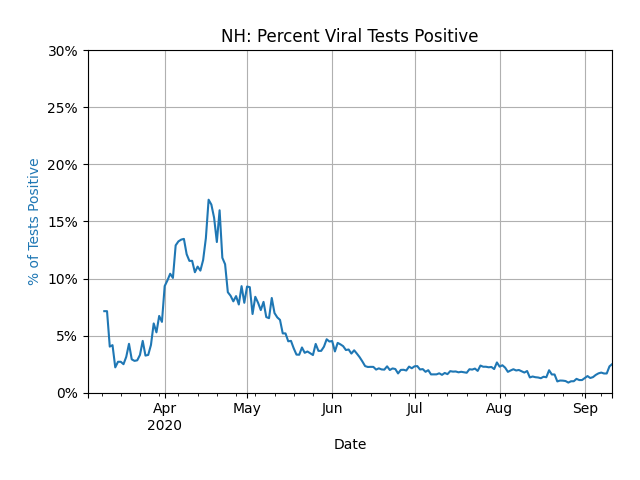 NH: Percent Viral Tests Positive
30%
25%
20%
15%
10%
5%
0%
% of Tests Positive
Apr May Jun Jul Aug Sep
2020
Date